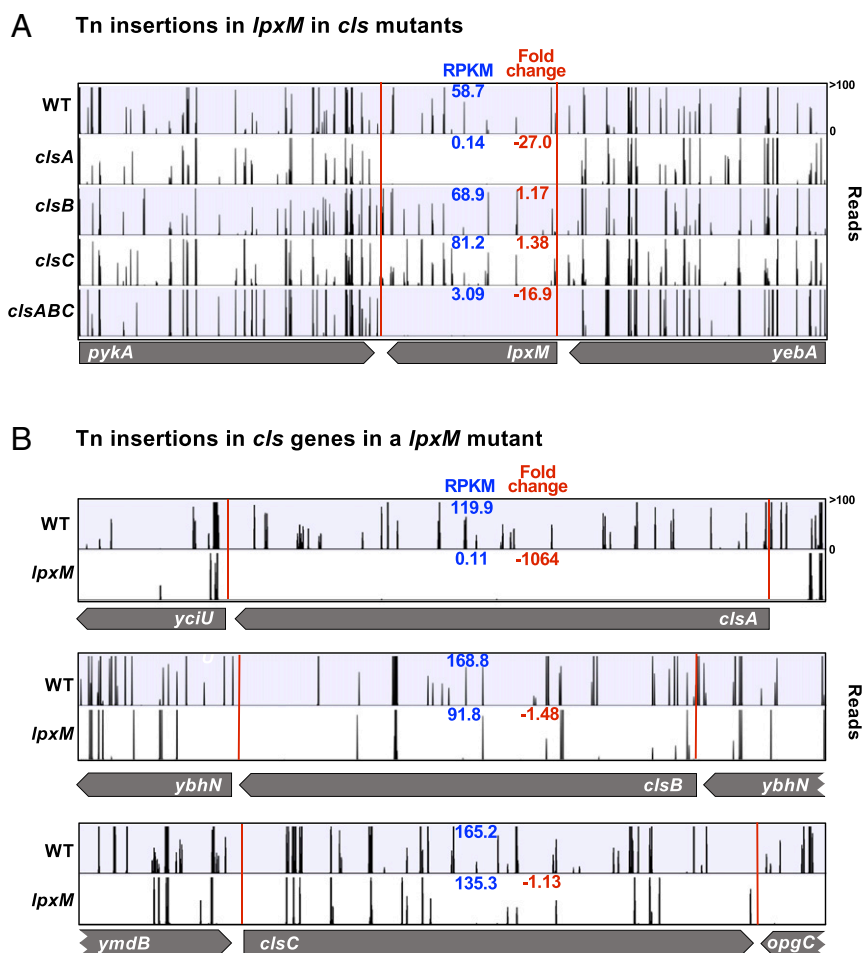 A Tn insertions in lpxM in cls mutants
RPKM Fold change
WT 58.7 >100
0
clsA 0.14 -27.0
clsB 68.9 1.17
clsC 81.2 1.38
clsABC 3.09 -16.9
Reads
pykA lpxM yebA
B Tn insertions in cls genes in a lpxM mutant
RPKM Fold change
WT 119.9 >100
0
lpxM 0.11 -1064
yciU clsA
WT 168.8
lpxM 91.8 -1.48
Reads
ybhN clsB ybhN
WT 165.2
lpxM 135.3 -1.13
ymdB clsC opgC